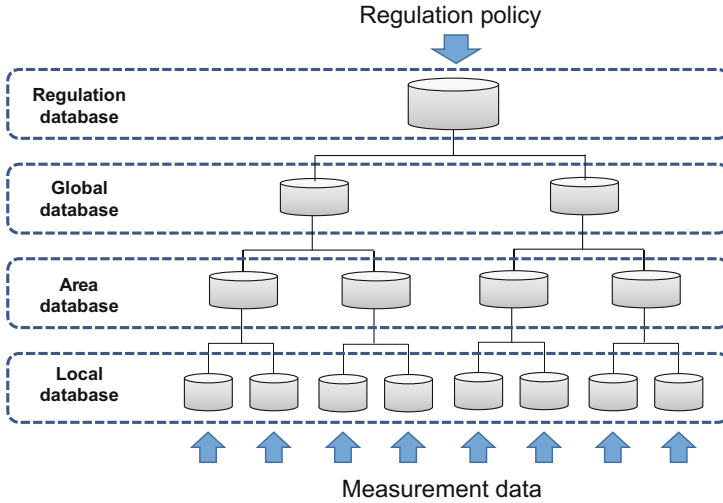 Regulation policy
Regulation
database
Global
database
Area
database
Local
database
Measurement data